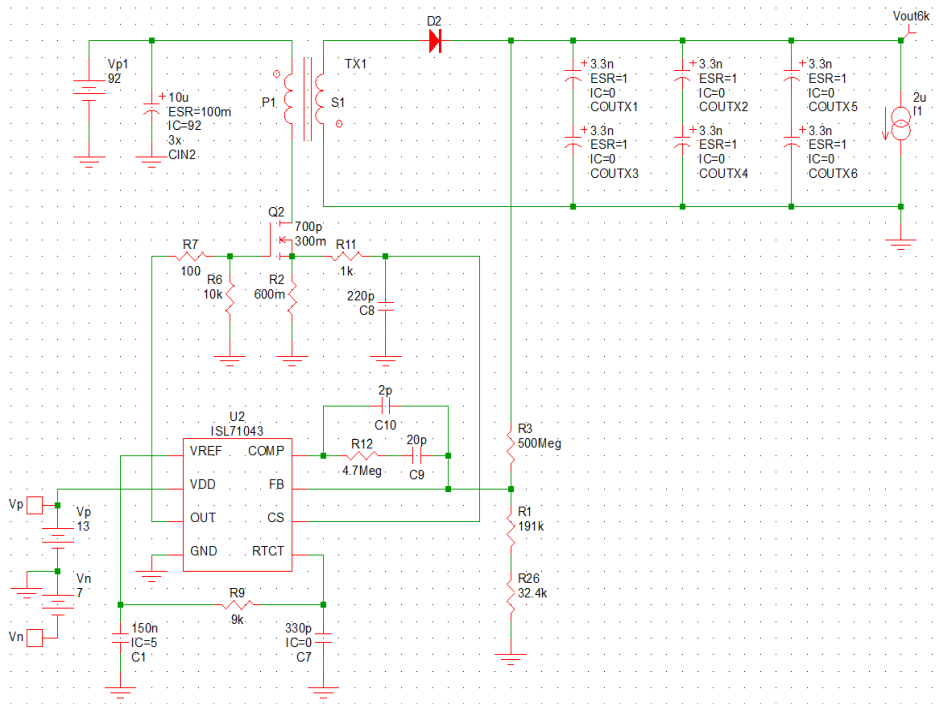 Vout6k
D2
Vp1
92
10u
ESR=100m
IC=92
3x
CIN2
P1
S1
TX1
3.3n
ESR=1
IC=0
COUTX1
3.3n
ESR=1
IC=0
COUTX2
3.3n
ESR=1
IC=0
COUTX5
2u
I1
3.3n
ESR=1
IC=0
COUTX3
3.3n
ESR=1
IC=0
COUTX4
3.3n
ESR=1
IC=0
COUTX6
Q2
700p
300m
R7
100
R11
1k
R6
10k
R2
600m
220p
C8
2p
C10
R12
4.7Meg
20p
C9
R3
500Meg
U2
ISL71043
VREF
COMP
VDD
FB
OUT
CS
GND
RTCT
Vp
Vp
13
Vn
7
Vn
R9
9k
150n
IC=5
C1
330p
IC=0
C7
R1
191k
R26
32.4k